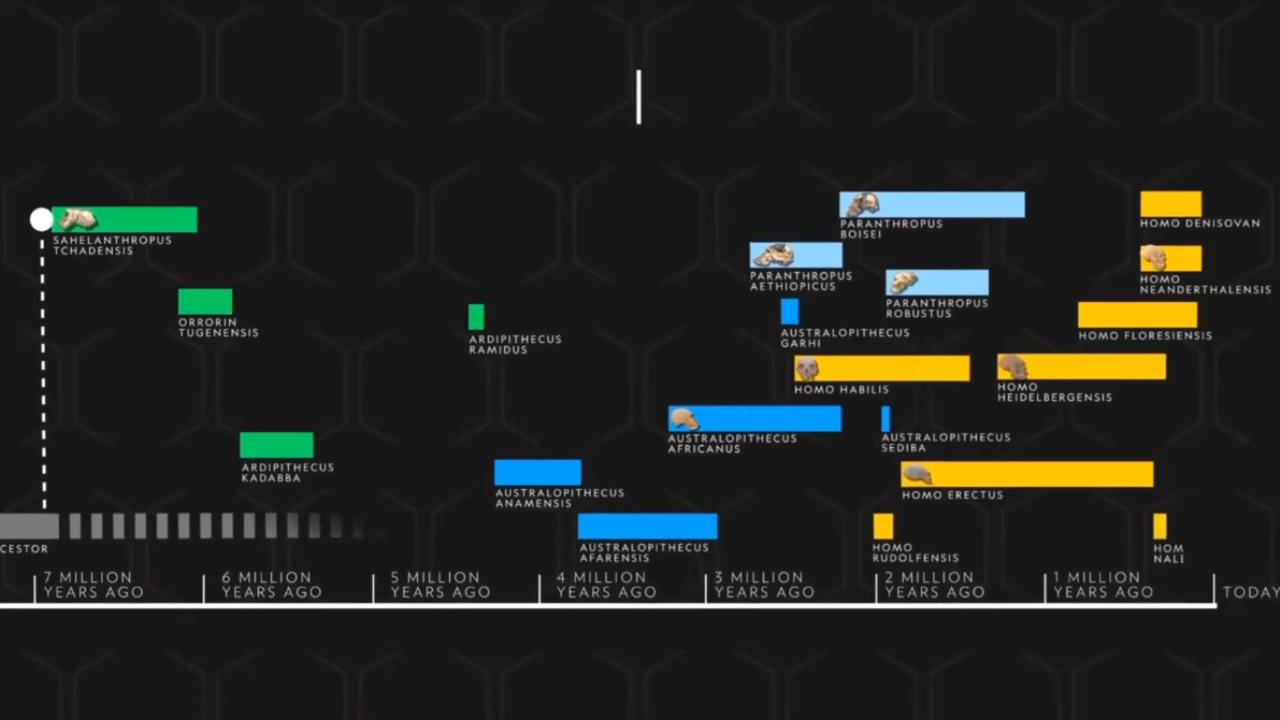 HOMO DENISOVAN
PARANTHROPUS
BOISEI
SAHELANTHROPUS
TCHADENSIS
PARANTHROPUS
AETHIOPICUS
HOMO
NEANDERTHALENSIS
PARANTHROPUS
ROBUSTUS
ORRORIN
TUGENENSIS
ARDIPITHECUS
RAMIDUS
AUSTRALOPITHECUS
GARHI
HOMO FLORESIENSIS
HOMO HABILIS
HOMO
HEIDELBERGENSIS
AUSTRALOPITHECUS
AFRICANUS
AUSTRALOPITHECUS
SEDIBA
ARDIPITHECUS
KADABBA
AUSTRALOPITHECUS
ANAMENSIS
HOMO ERECTUS
CESTOR
AUSTRALOPITHECUS
AFARENSIS
HOMO
RUDOLFENSIS
HOM
NALI
7 MILLION
YEARS AGO
6 MILLION
YEARS AGO
5 MILLION
YEARS AGO
4 MILLION
YEARS AGO
3 MILLION
YEARS AGO
2 MILLION
YEARS AGO
1 MILLION
YEARS AGO
TODAY